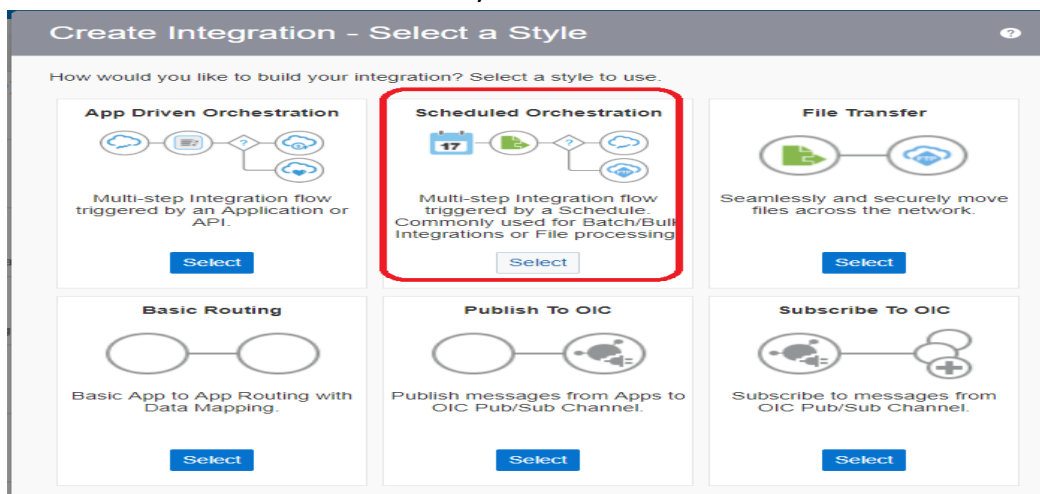 Create Integration - Select a Style
?
How would you like to build your integration? Select a style to use.
App Driven Orchestration
Multi-step Integration flow
triggered by an Application or
API.
Select
Scheduled Orchestration
17
Multi-step Integration flow
triggered by a Schedule.
Commonly used for Batch/Bulk
Integrations or File processing
Select
File Transfer
FTP
Seamlessly and securely move
files across the network.
Select
Basic Routing
Basic App to App Routing with
Data Mapping.
Select
Publish To OIC
Publish messages from Apps to
OIC Pub/Sub Channel.
Select
Subscribe To OIC
Subscribe to messages from
OIC Pub/Sub Channel.
Select